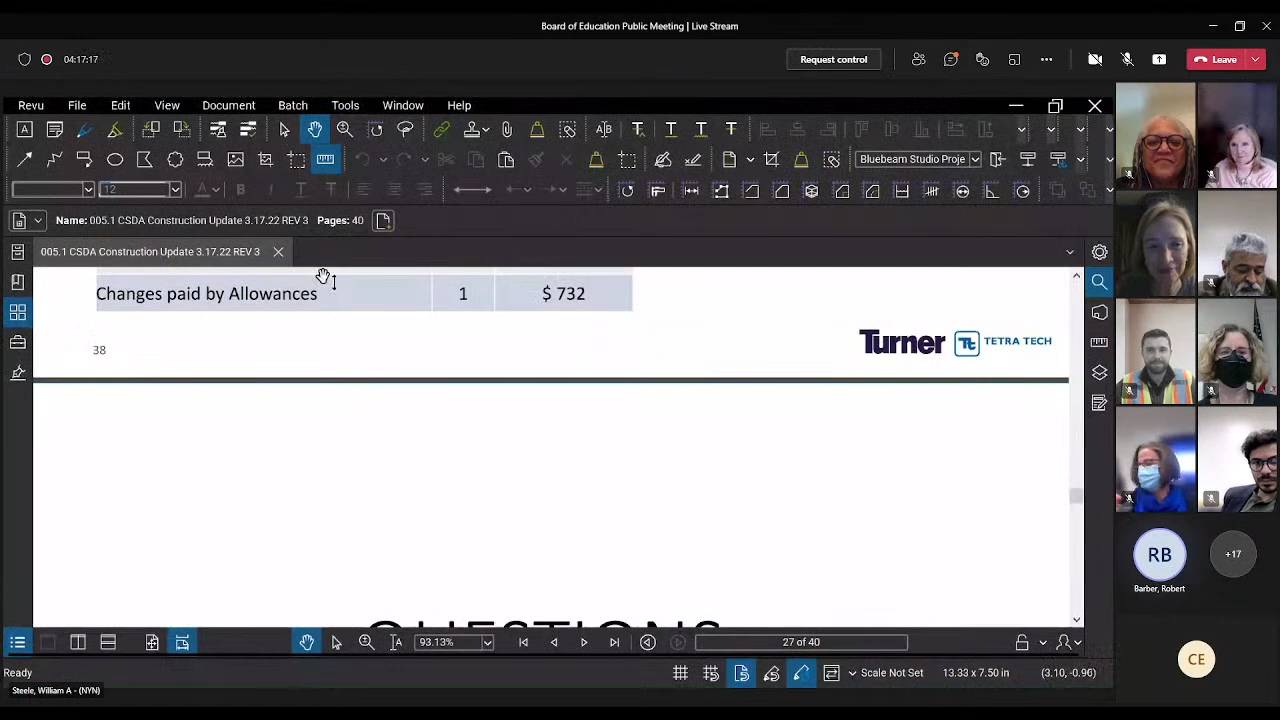 Board of Education Public Meeting | Live Stream
04:17:17
Request control
Leave
Revu File Edit View Document Batch Tools Window Help
Bluebeam Studio Proje
12
Name: 005.1 CSDA Construction Update 3.17.22 REV 3 Pages: 40
005.1 CSDA Construction Update 3.17.22 REV 3
Changes paid by Allowances 1 $ 732
38
Turner Tt TETRA TECH
QUESTIONS
RB
+17
Barber, Robert
CE
93.13%
27 of 40
Ready
Scale Not Set
13.33 x 7.50 in
(3.10, -0.96)
Steele, William A - (NYN)